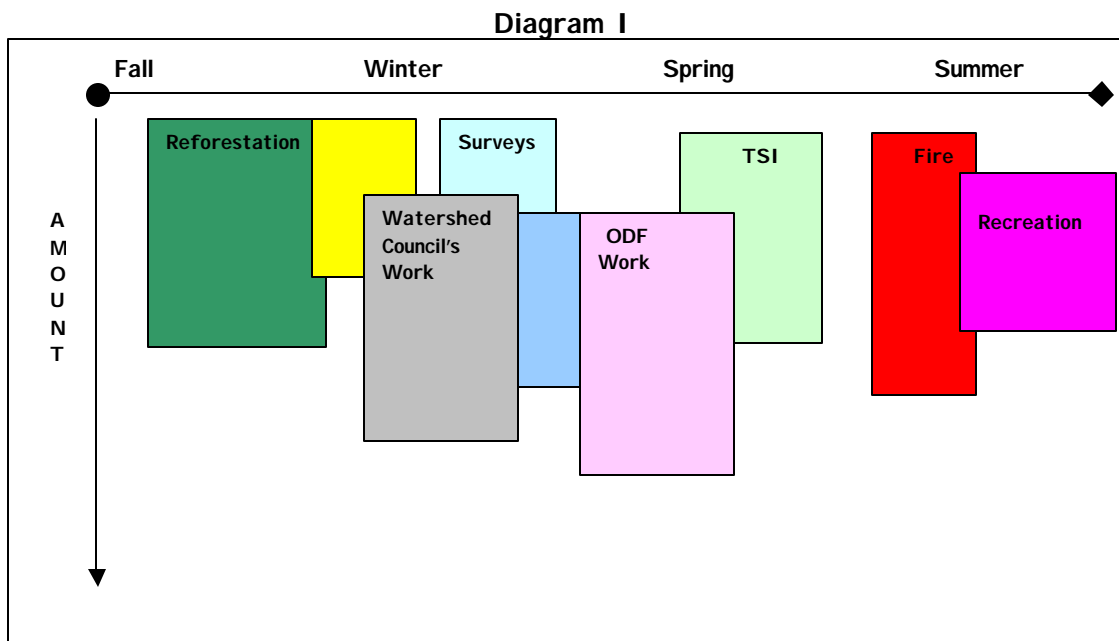 Diagram I
Fall Winter Spring Summer
A
M
O
U
N
T
Reforestation
Surveys
Watershed
Council's
Work
ODF
Work
TSI
Fire
Recreation